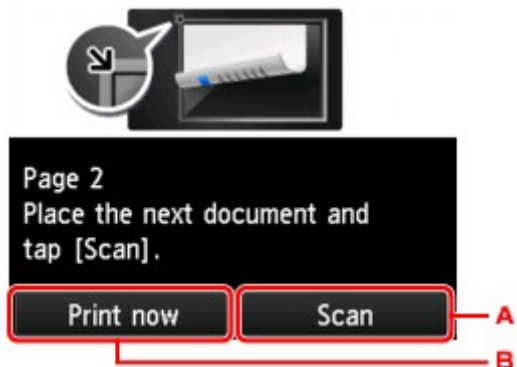 Page 2
Place the next document and
tap [Scan].
Print now Scan A
B